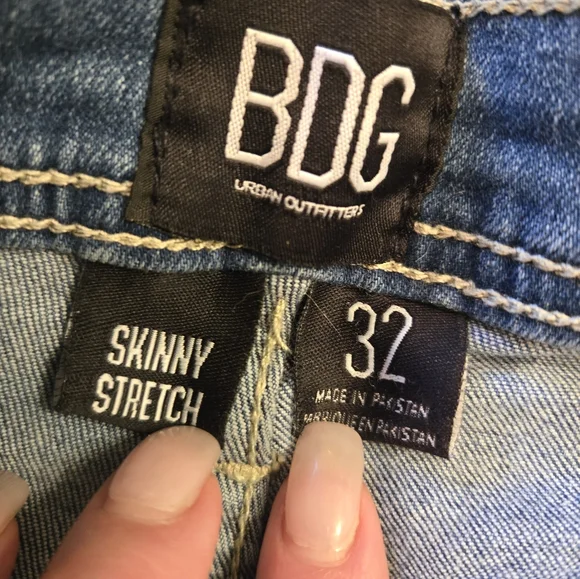 BDG
URBAN OUTFITTERS
SKINNY
STRETCH
32
MADE IN PAKISTAN
FABRIQUE EN PAKISTAN